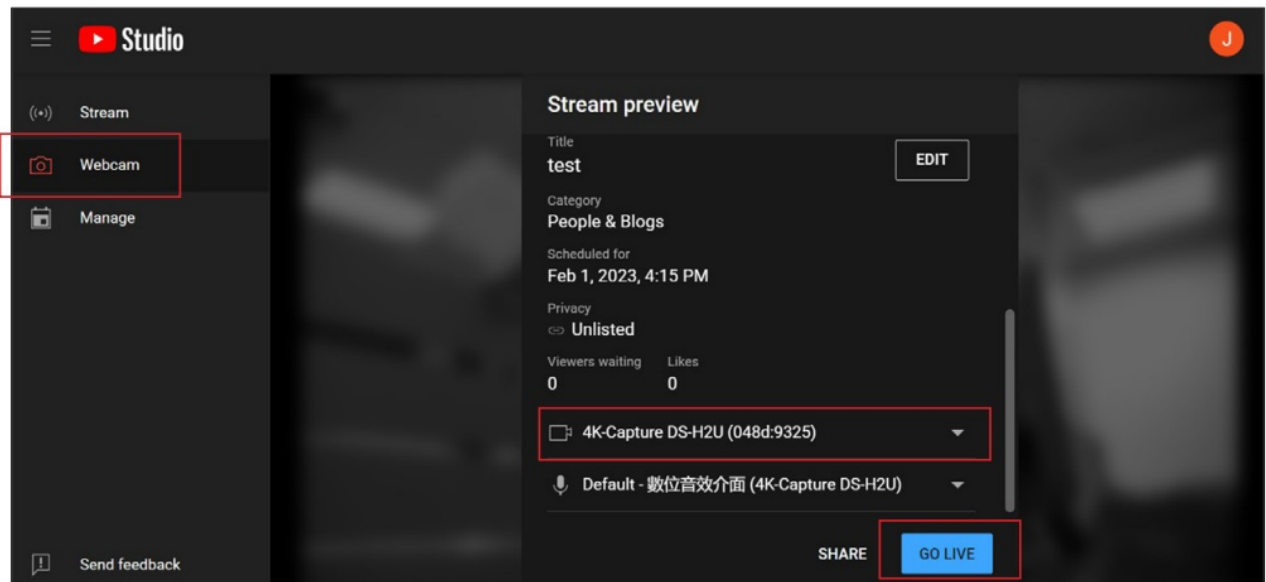 Studio
J
Stream
Webcam
Manage
Send feedback
Stream preview
Title
test
EDIT
Category
People & Blogs
Scheduled for
Feb 1, 2023, 4:15 PM
Privacy
Unlisted
Viewers waiting Likes
0 0
4K-Capture DS-H2U (048d:9325)
Default - 數位音效介面 (4K-Capture DS-H2U)
SHARE GO LIVE